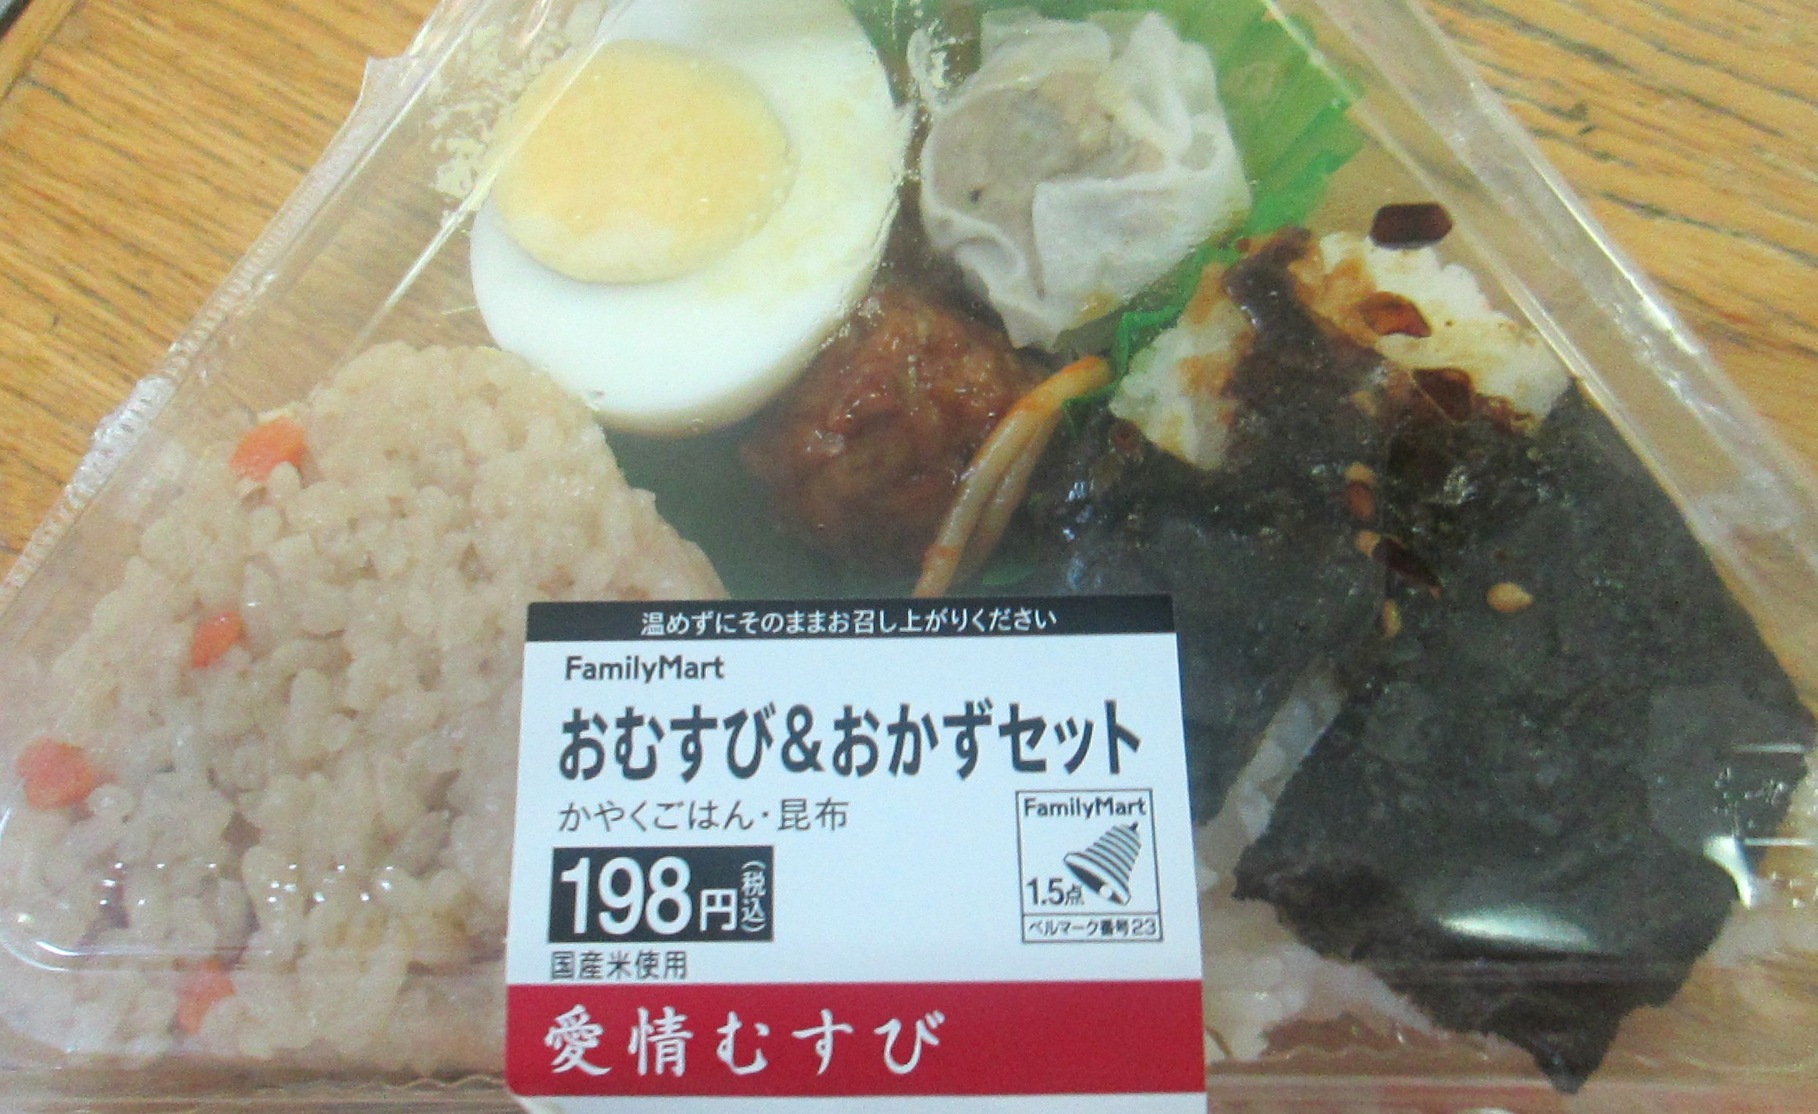 温めずにそのままお召し上がりください
FamilyMart
おむすび&おかずセット
かやくごはん・昆布
198円(税込)
国産米使用
FamilyMart
1.5点
ベルマーク番号23
愛情むすび